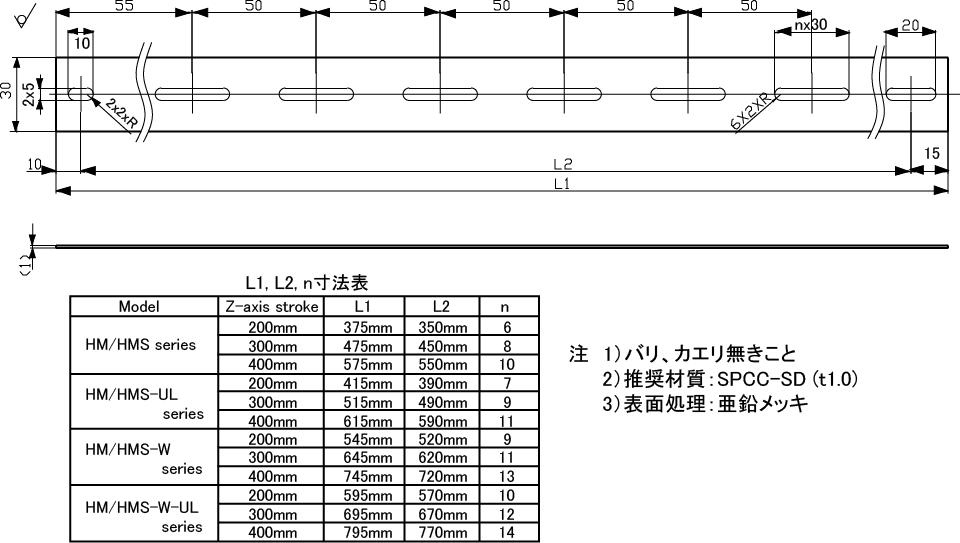 55 50 50 50 50 50
10 nx30 20
30 2x5 2x2xR 6X2XR
10 L2 15
L1
(1)
L1, L2, n寸法表
Model Z-axis stroke L1 L2 n
HM/HMS series 200mm 375mm 350mm 6
300mm 475mm 450mm 8
400mm 575mm 550mm 10
HM/HMS-UL series 200mm 415mm 390mm 7
300mm 515mm 490mm 9
400mm 615mm 590mm 11
HM/HMS-W series 200mm 545mm 520mm 9
300mm 645mm 620mm 11
400mm 745mm 720mm 13
HM/HMS-W-UL series 200mm 595mm 570mm 10
300mm 695mm 670mm 12
400mm 795mm 770mm 14
注 1)バリ、カエリ無きこと
2)推奨材質:SPCC-SD (t1.0)
3)表面処理:亜鉛メッキ